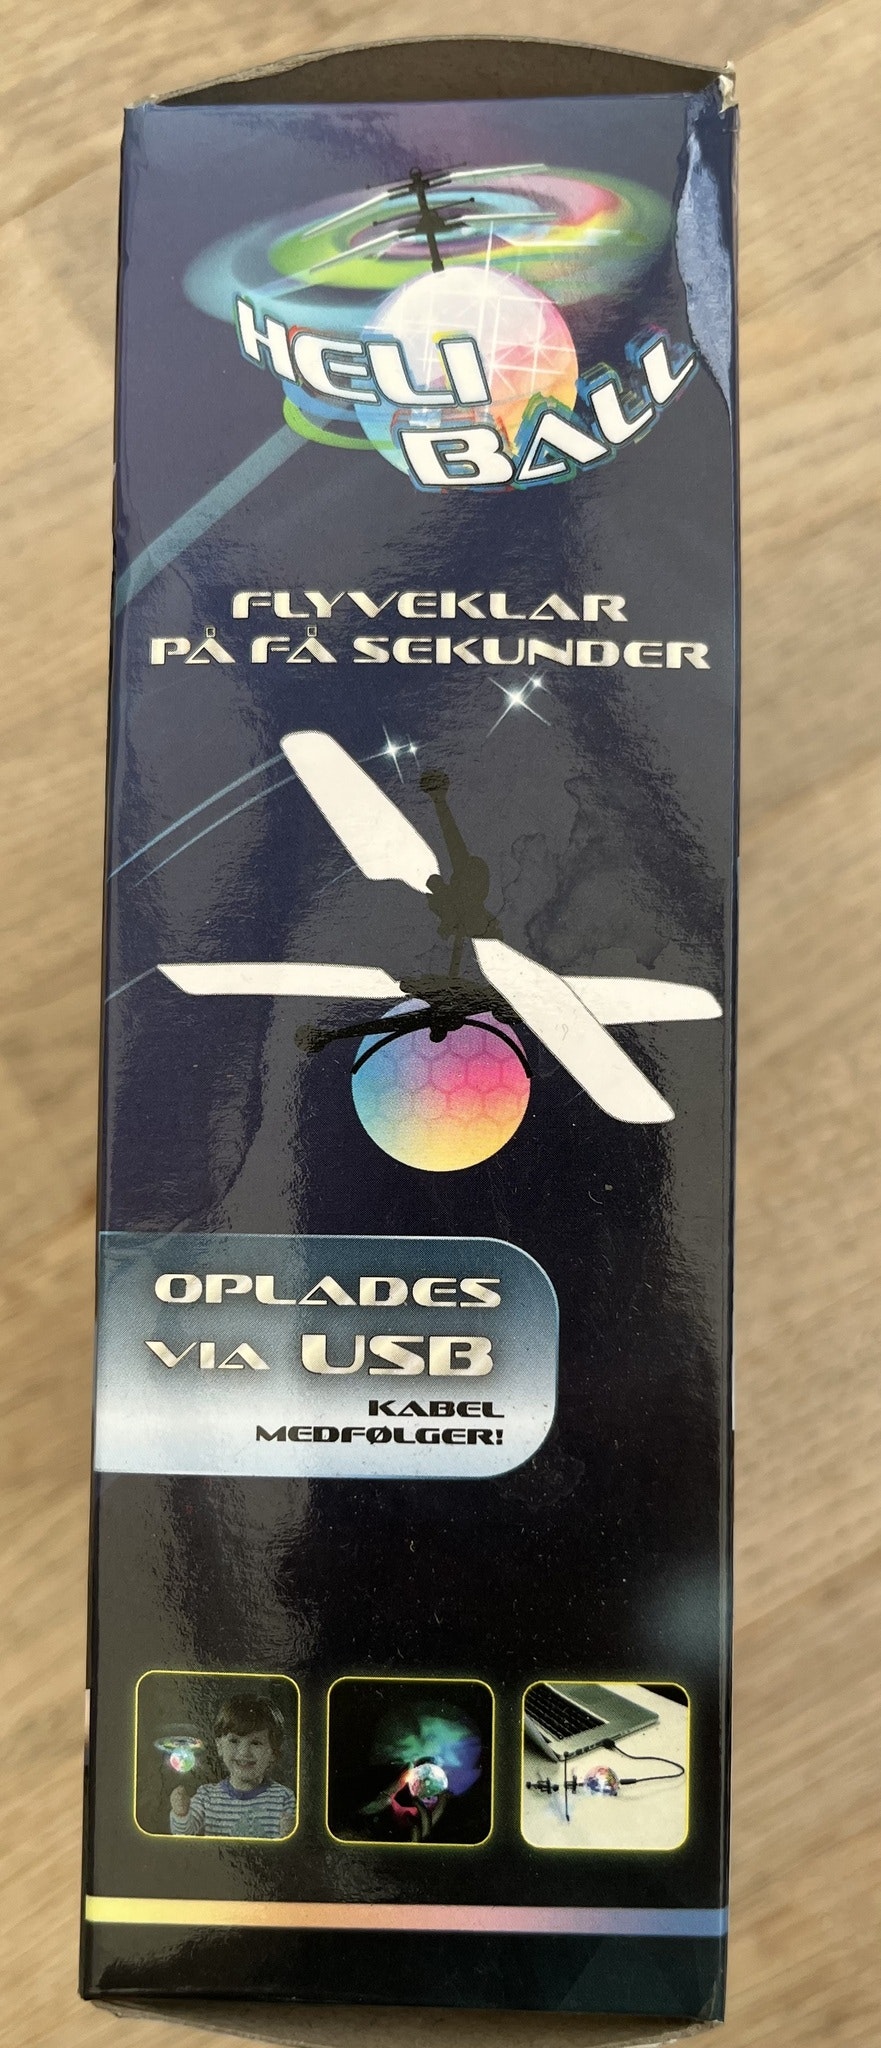 HELI
BALL
FLYVEKLAR
PÅ FÅ SEKUNDER
OPLADES
VIA USB
KABEL
MEDFØLGER!